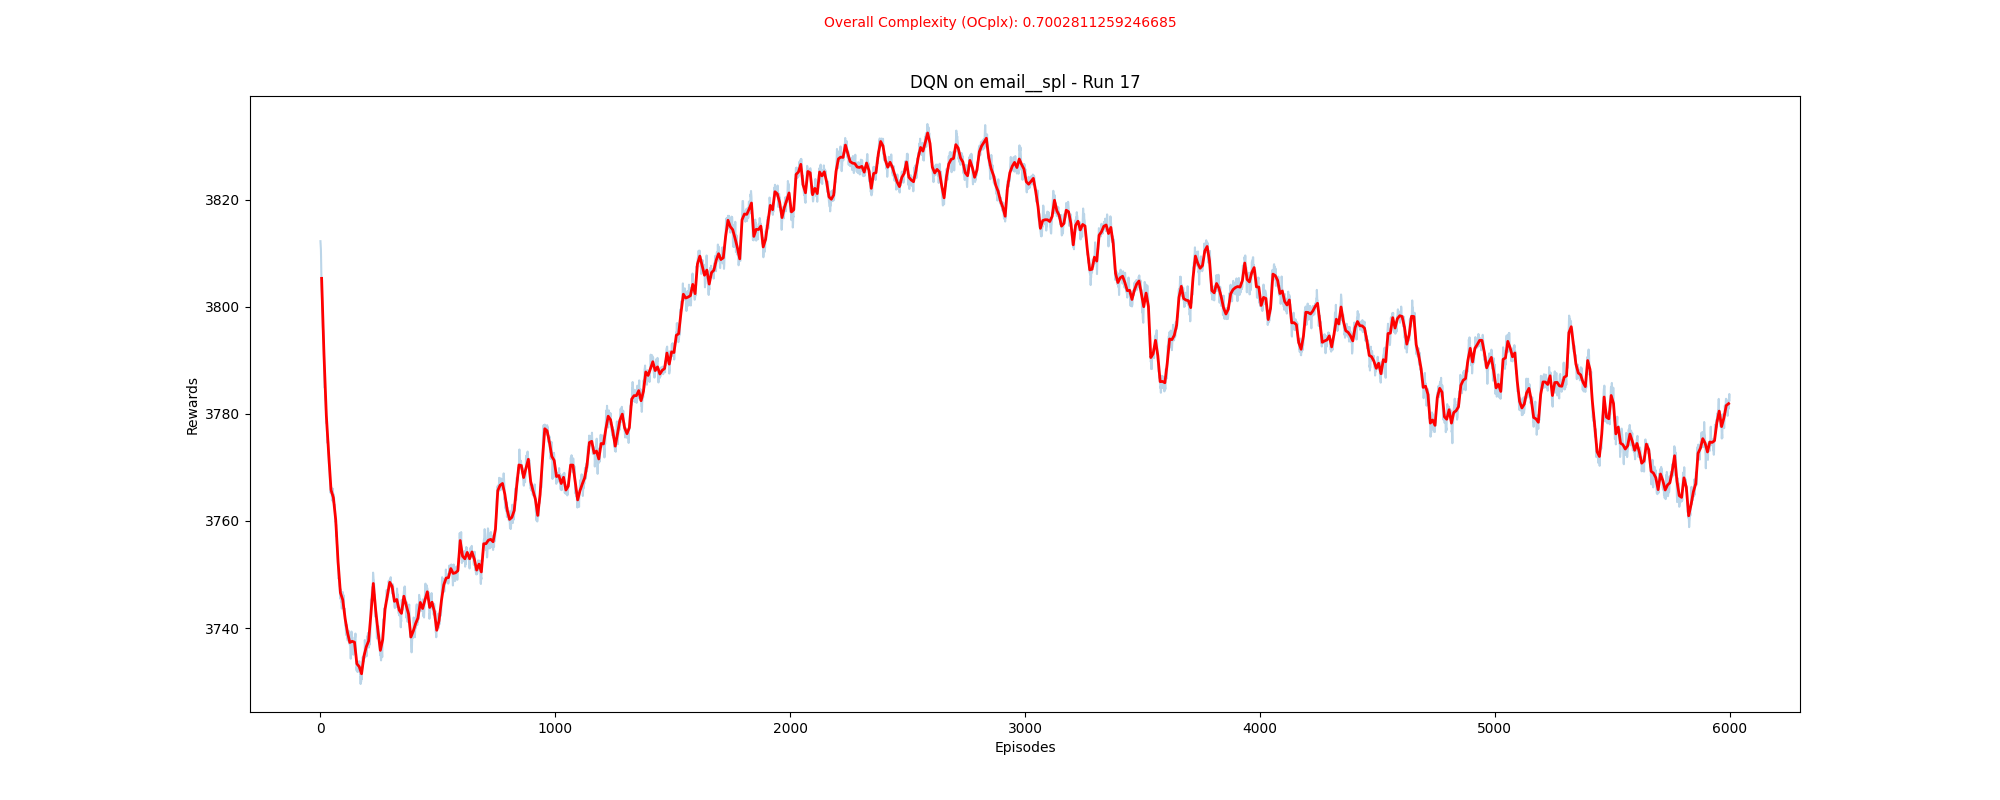 Overall Complexity (OCplx): 0.7002811259246685
DQN on email__spl - Run 17
3820
3800
3780
3760
3740
Rewards
0 1000 2000 3000 4000 5000 6000
Episodes